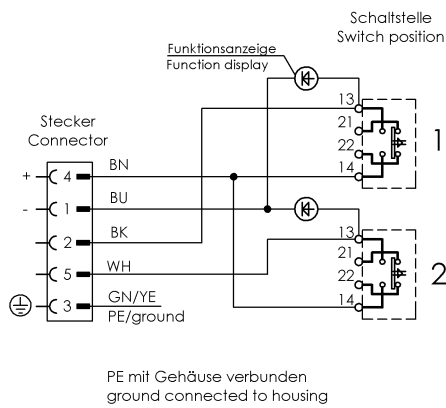 Schaltstelle
Switch position
Funktionsanzeige
Function display
13
21
22
14
1
Stecker
Connector
+ 4 BN
- 1 BU
2 BK
5 WH
3 GN/YE
PE/ground
13
21
22
14
2
PE mit Gehäuse verbunden
ground connected to housing